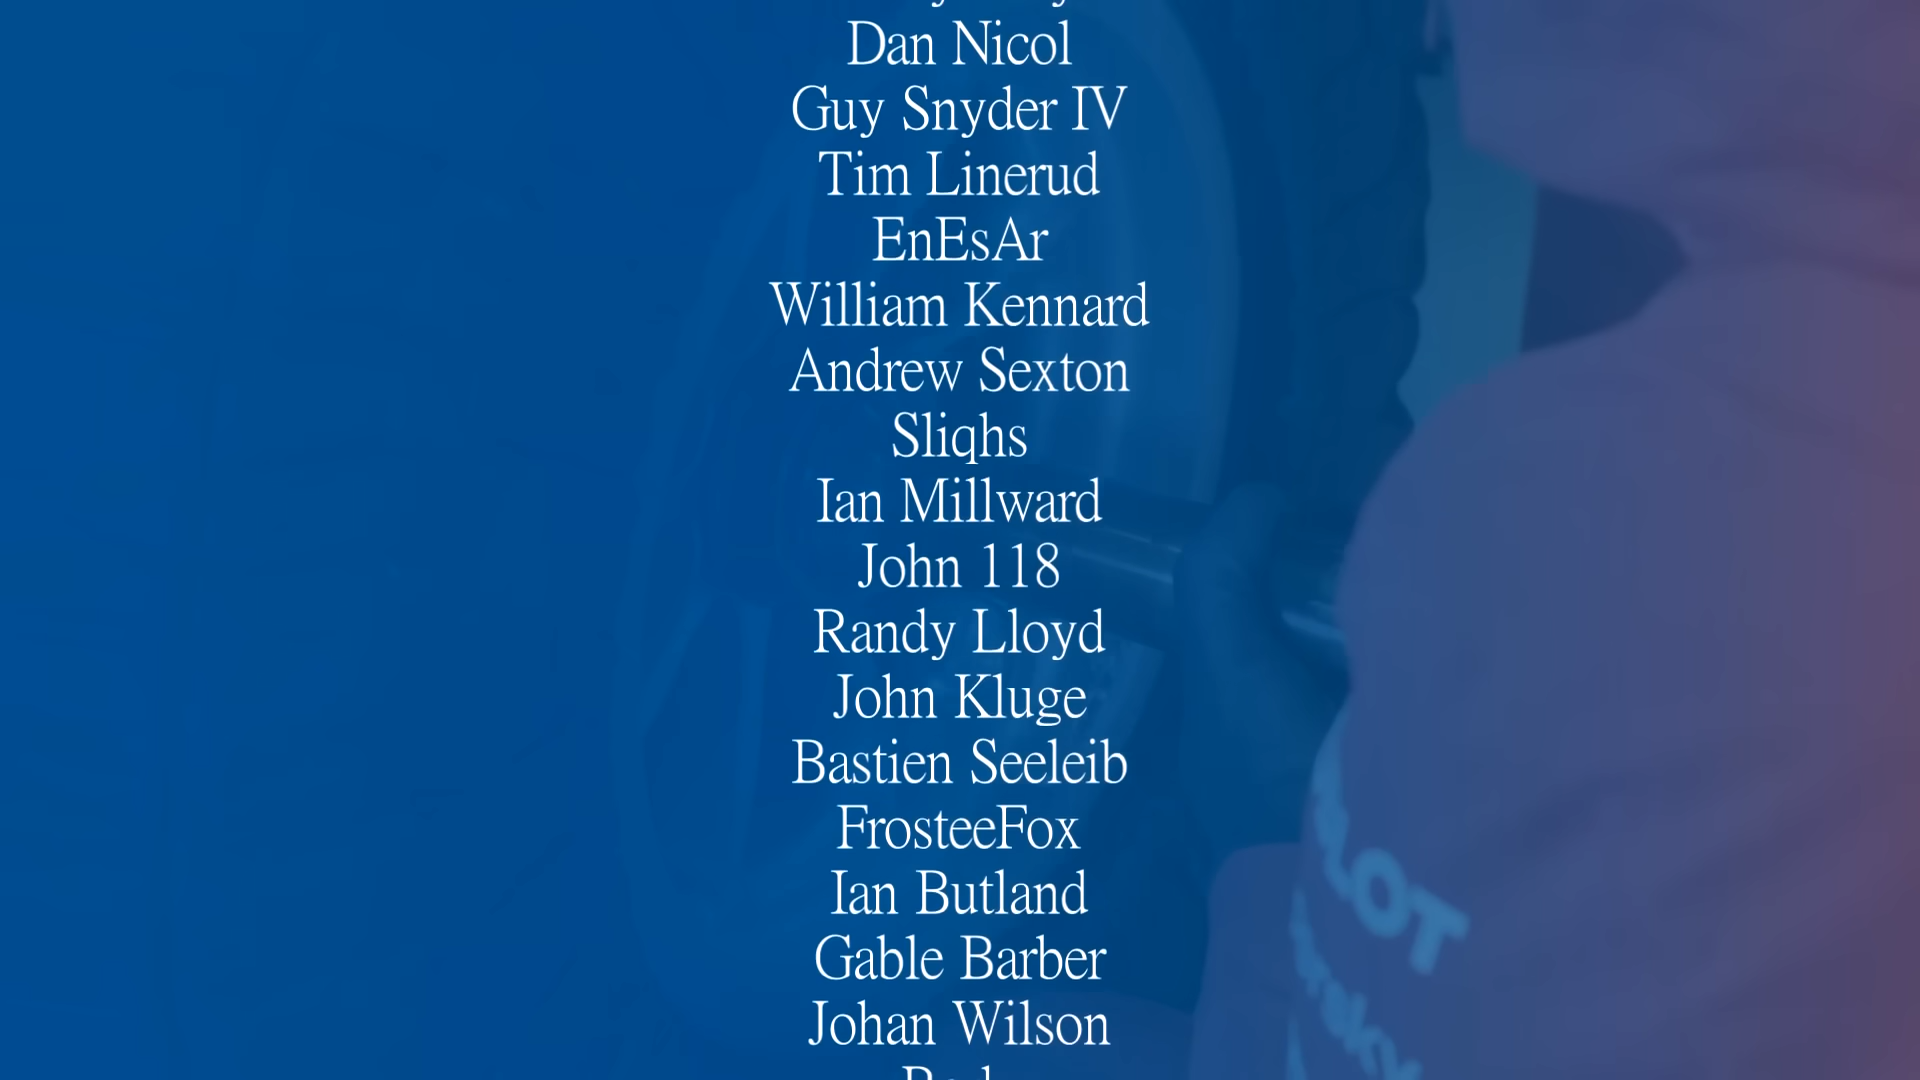 Dan Nicol
Guy Snyder IV
Tim Linerud
EnEsAr
William Kennard
Andrew Sexton
Sliqhs
Ian Millward
John 118
Randy Lloyd
John Kluge
Bastien Seeleib
FrosteeFox
Ian Butland
Gable Barber
Johan Wilson